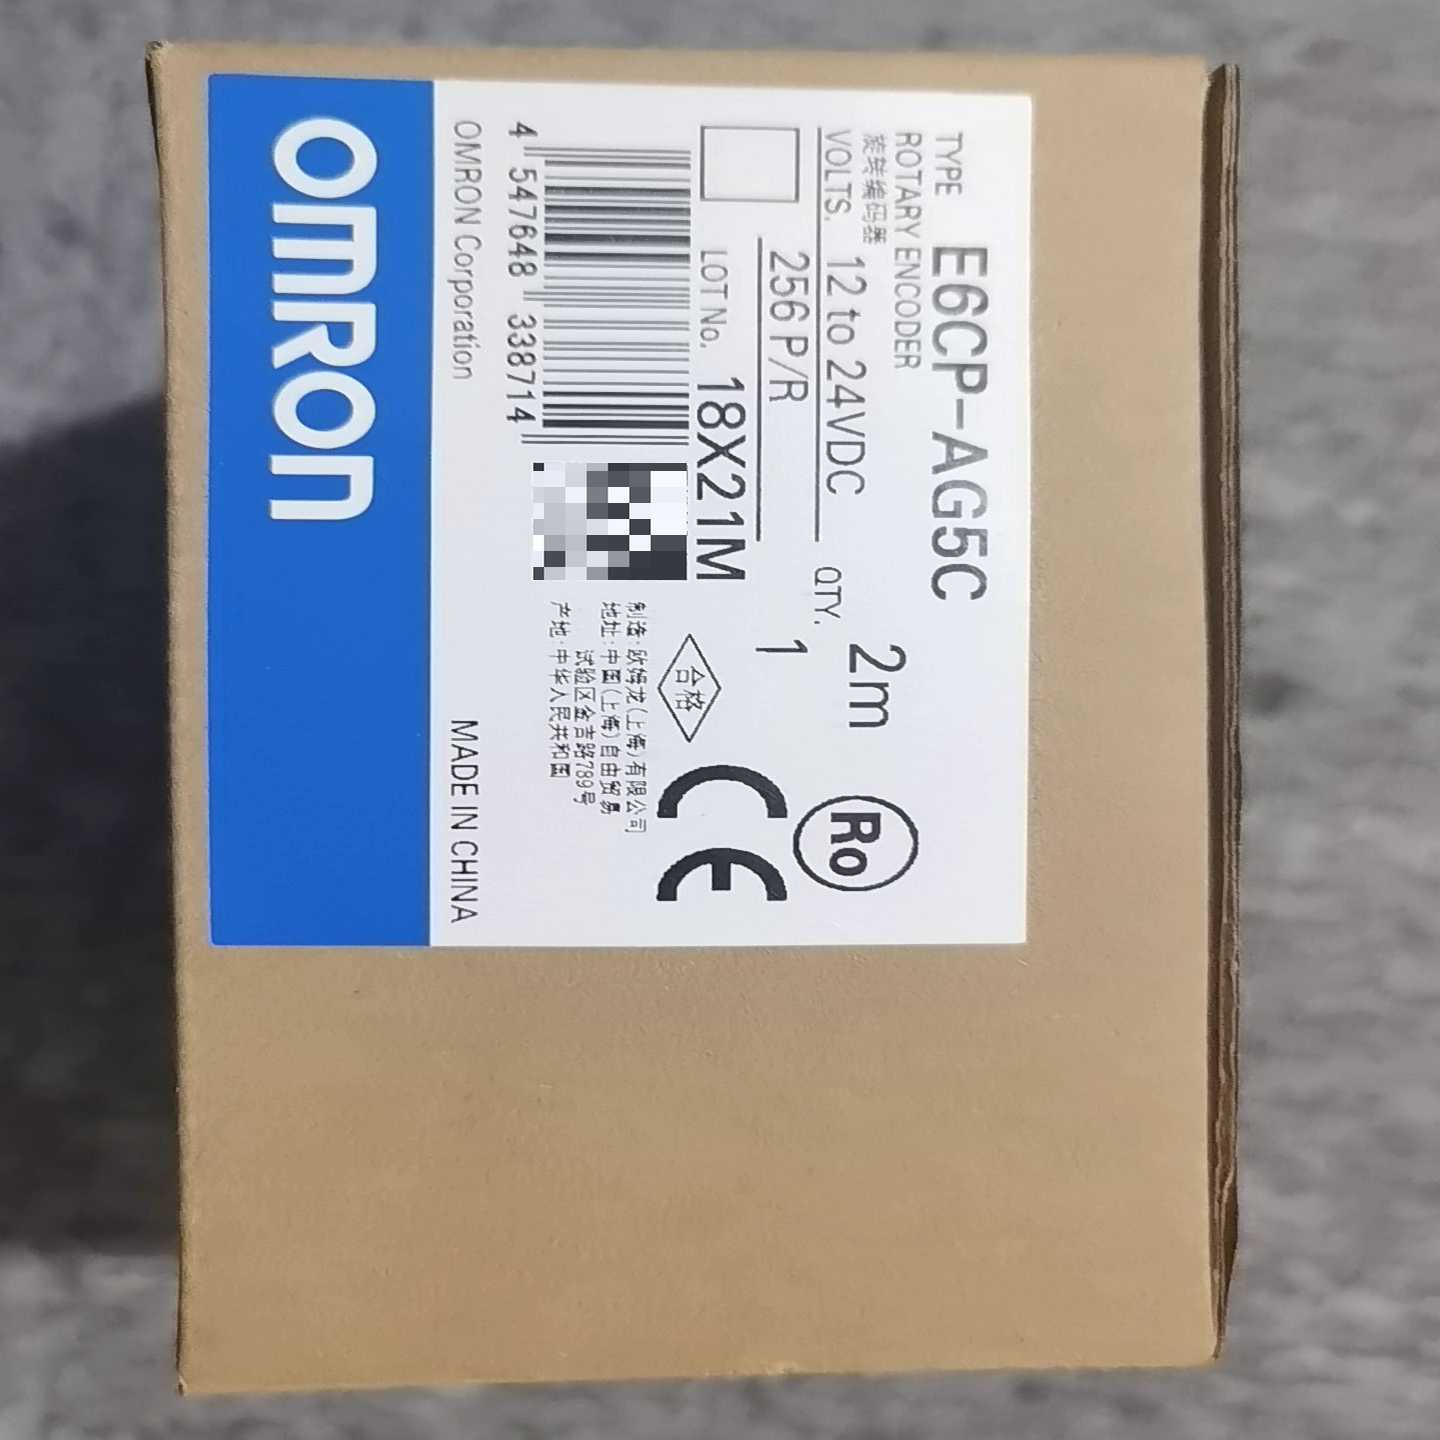 TYPE E6CP-AG5C
ROTARY ENCODER
旋转编码器
2m
VOLTS. 12 to 24VDC
QTY.
256 P/R
1
LOT No. 18X21M
合格
CE
Ro
4 547648 338714
制造:欧姆龙(上海)有限公司
地址:中国(上海)自由贸易
试验区金吉路789号
产地:中华人民共和国
OMRON Corporation
MADE IN CHINA
OMRON